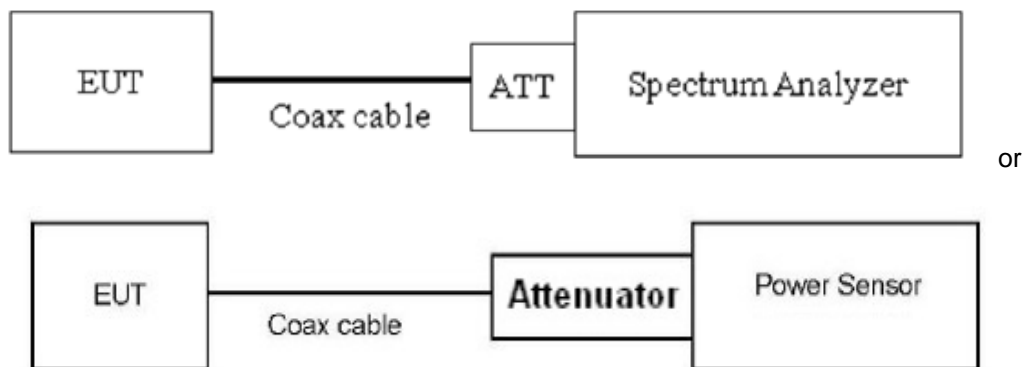 EUT
ATT
Spectrum Analyzer
Coax cable
or
EUT
Attenuator
Power Sensor
Coax cable